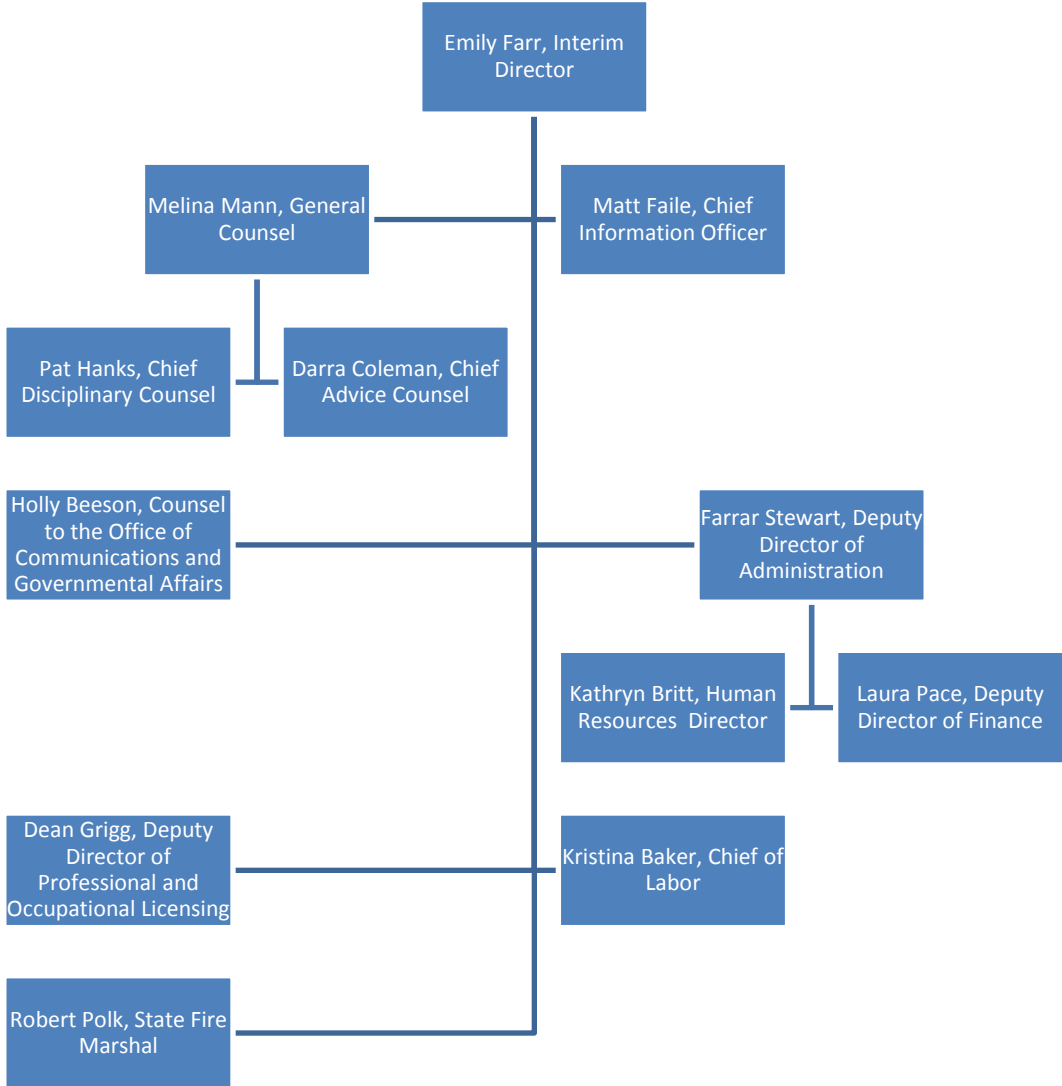 Emily Farr, Interim
Director
Melina Mann, General
Counsel
Matt Faile, Chief
Information Officer
Pat Hanks, Chief
Disciplinary Counsel
Darra Coleman, Chief
Advice Counsel
Holly Beeson, Counsel
to the Office of
Communications and
Governmental Affairs
Farrar Stewart, Deputy
Director of
Administration
Kathryn Britt, Human
Resources  Director
Laura Pace, Deputy
Director of Finance
Dean Grigg, Deputy
Director of
Professional and
Occupational Licensing
Kristina Baker, Chief of
Labor
Robert Polk, State Fire
Marshal